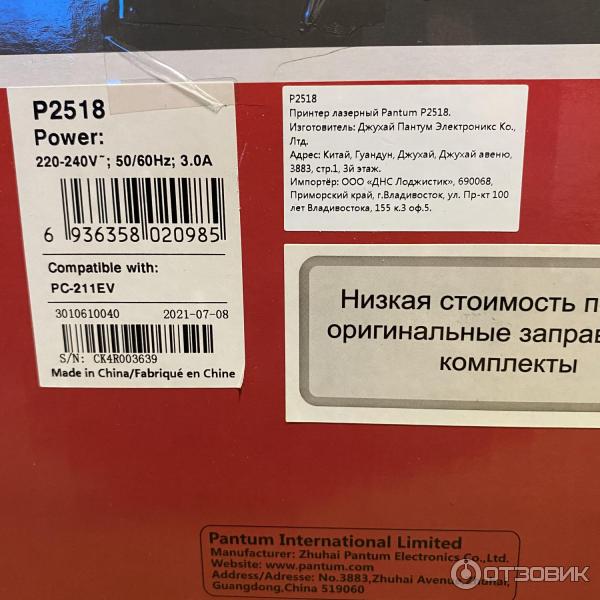 P2518
Power:
220-240V~; 50/60Hz; 3.0A
6 936358 020985
Compatible with:
PC-211EV
3010610040 2021-07-08
S/N: CK4R003639
Made in China/Fabriqué en Chine
P2518
Принтер лазерный Pantum P2518.
Изготовитель: Джухай Пантум Электроникс Ко.,
Лтд.
Адрес: Китай, Гуандун, Джухай, Джухай авеню,
3883, стр.1, 3й этаж.
Импортёр: ООО «ДНС Лоджистик», 690068,
Приморский край, г.Владивосток, ул. Пр-кт 100
лет Владивостока, 155 к.3 оф.5.
Низкая стоимость
оригинальные
комплекты
Pantum International Limited
Manufacturer: Zhuhai Pantum Electronics Co.,Ltd.
Website: www.pantum.com
Address/Adresse: No.3883,Zhuhai Avenue, Zhuhai,
Guangdong,China 519060
ОТЗОВИК